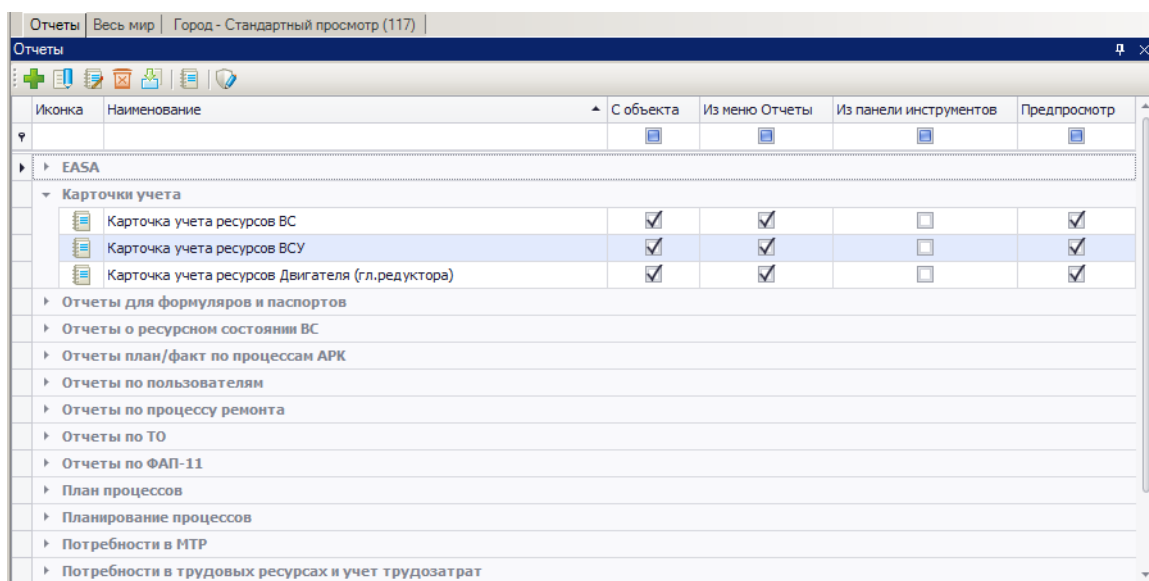 Отчеты Весь мир Город - Стандартный просмотр (117)
Отчеты
Иконка Наименование С объекта Из меню Отчеты Из панели инструментов Предпросмотр
EASA
Карточки учета
Карточка учета ресурсов ВС
Карточка учета ресурсов ВСУ
Карточка учета ресурсов Двигателя (гл.редуктора)
Отчеты для формуляров и паспортов
Отчеты о ресурсном состоянии ВС
Отчеты план/факт по процессам АРК
Отчеты по пользователям
Отчеты по процессу ремонта
Отчеты по ТО
Отчеты по ФАП-11
План процессов
Планирование процессов
Потребности в МТР
Потребности в трудовых ресурсах и учет трудозатрат